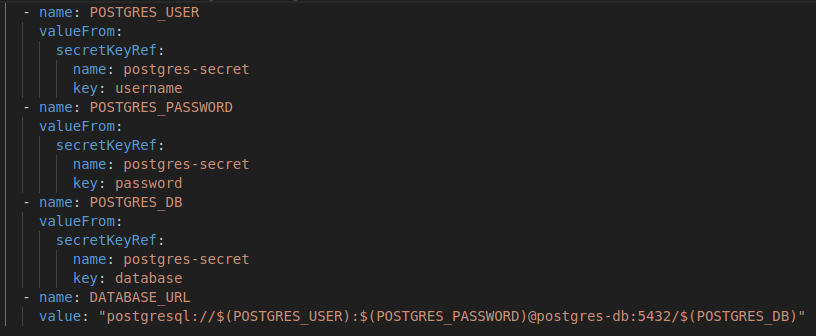 - name: POSTGRES_USER
  valueFrom:
    secretKeyRef:
      name: postgres-secret
      key: username
- name: POSTGRES_PASSWORD
  valueFrom:
    secretKeyRef:
      name: postgres-secret
      key: password
- name: POSTGRES_DB
  valueFrom:
    secretKeyRef:
      name: postgres-secret
      key: database
- name: DATABASE_URL
  value: "postgresql://$(POSTGRES_USER):$(POSTGRES_PASSWORD)@postgres-db:5432/$(POSTGRES_DB)"